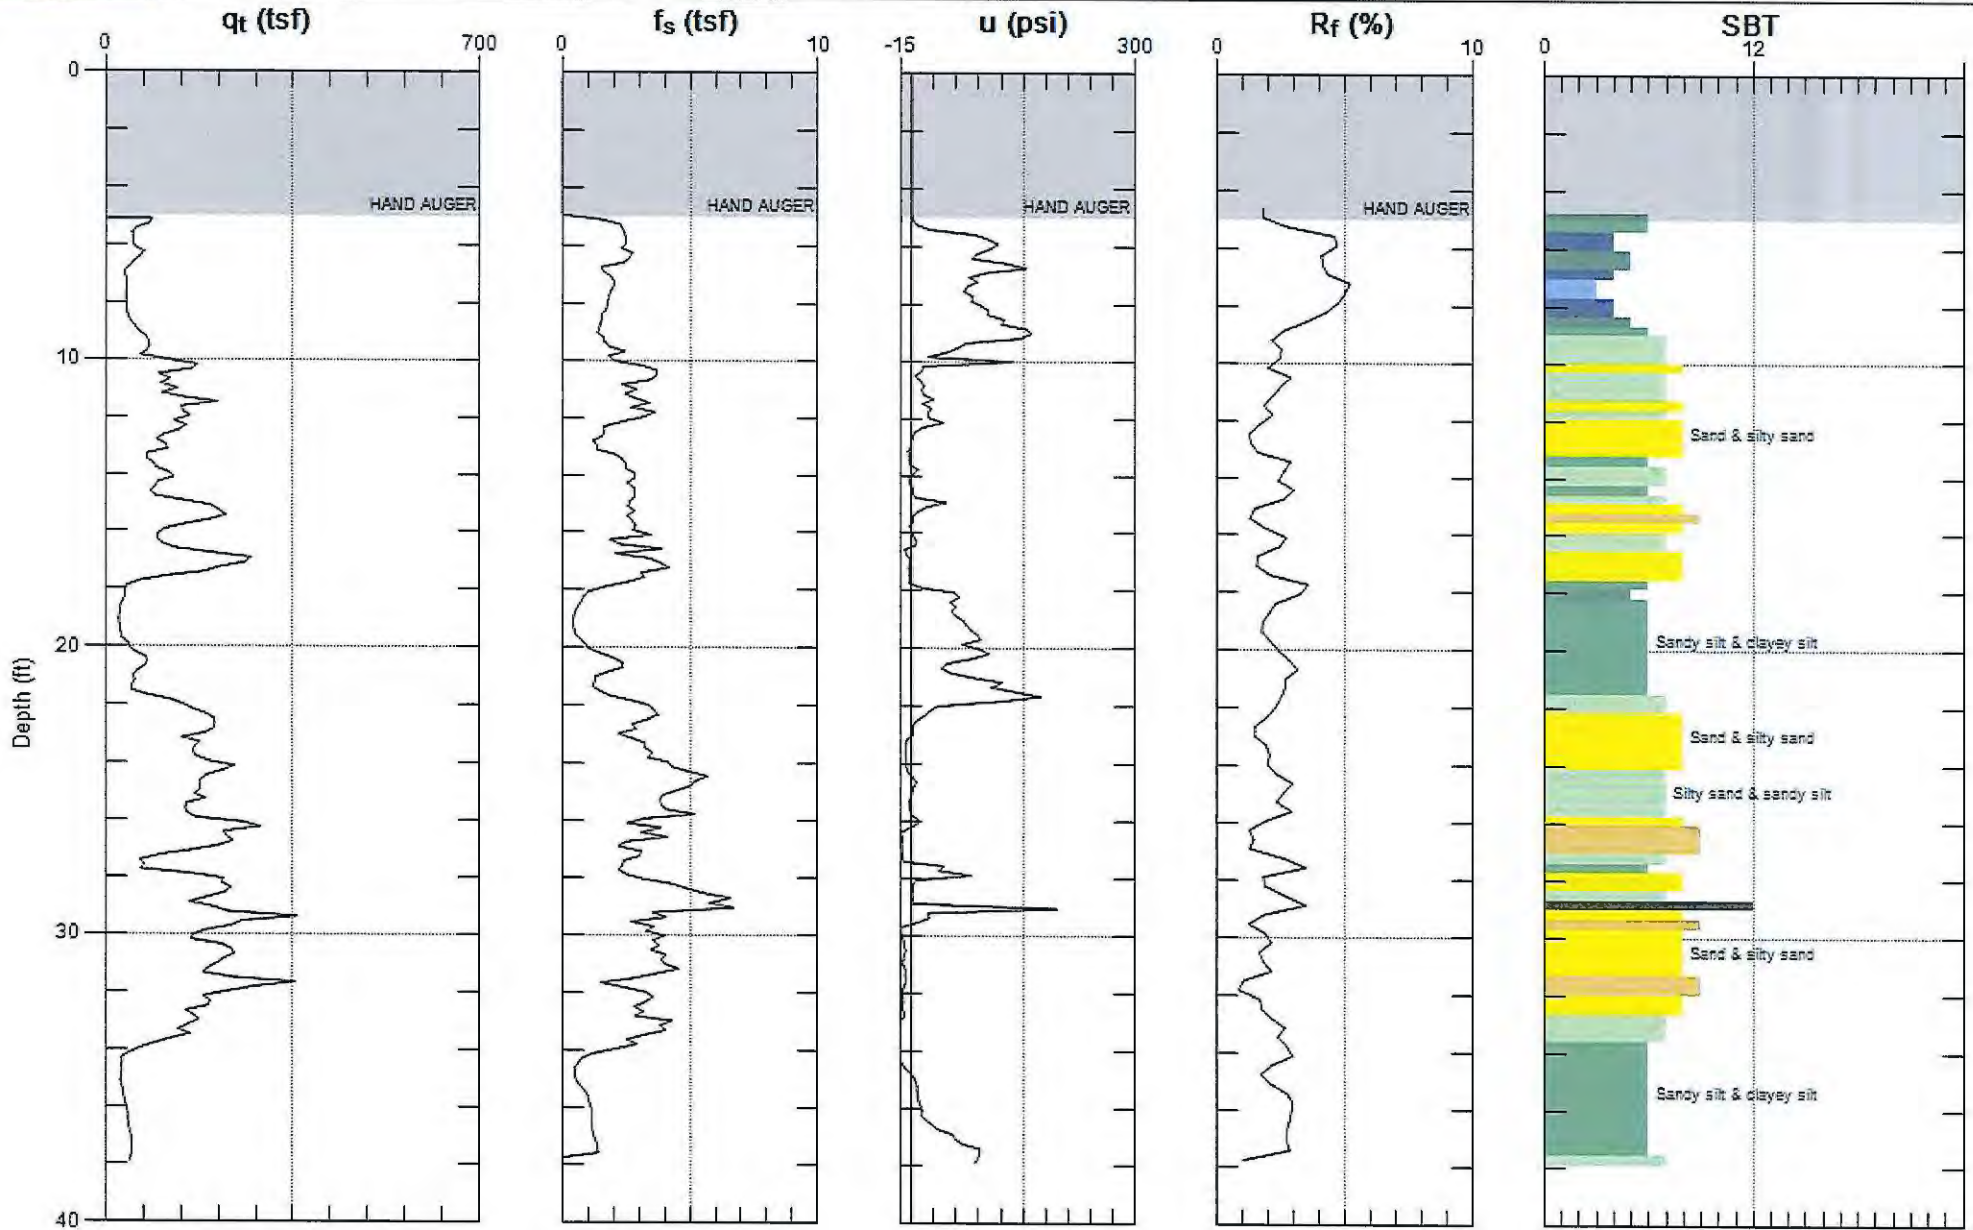 qt (tsf)
fs (tsf)
u (psi)
Rf (%)
SBT
0
700
0
10
-15
300
0
10
0
12
0
HAND AUGER
HAND AUGER
HAND AUGER
HAND AUGER
10
Sand & silty sand
20
Sandy silt & clayey silt
Depth (ft)
Sand & silty sand
Silty sand & sandy silt
30
Sand & silty sand
Sandy silt & clayey silt
40